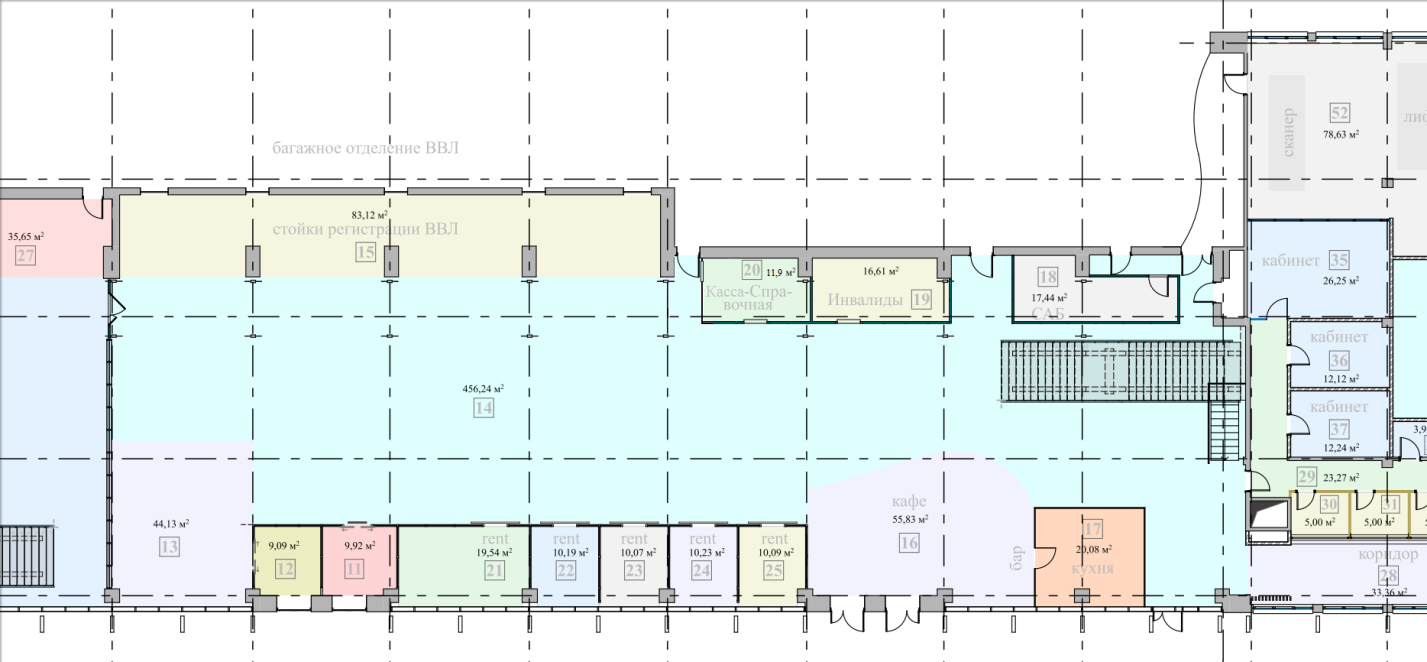 багажное отделение ВВЛ
83,12 м²
стойки регистрации ВВЛ
15
35,65 м²
27
20
11,9 м²
Касса-Спра-
вочная
16,61 м²
Инвалиды
19
18
17,44 м²
САБ
сканер
52
78,63 м²
кабинет
35
26,25 м²
кабинет
36
12,12 м²
кабинет
37
12,24 м²
456,24 м²
14
29
23,27 м²
30
5,00 м²
31
5,00 м²
коридор
28
33,36 м²
44,13 м²
13
9,09 м²
12
9,92 м²
11
rent
19,54 м²
21
rent
10,19 м²
22
rent
10,07 м²
23
rent
10,23 м²
24
rent
10,09 м²
25
кафе
55,83 м²
16
бар
17
20,08 м²
кухня